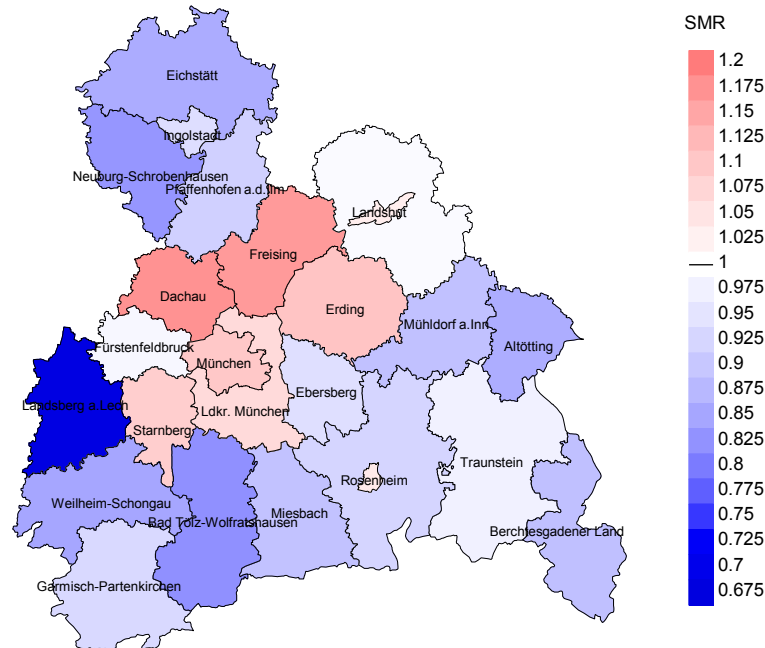 SMR
Eichstätt
Ingolstadt
Neuburg-Schrobenhausen
Pfaffenhofen a.d.Ilm
Landshut
Freising
Dachau
Erding
Mühldorf a.Inn
Altötting
Fürstenfeldbruck
München
Ebersberg
Landsberg a.Lech
Ldkr. München
Starnberg
Traunstein
Rosenheim
Weilheim-Schongau
Miesbach
Bad Tölz-Wolfratshausen
Berchtesgadener Land
Garmisch-Partenkirchen
1.2
1.175
1.15
1.125
1.1
1.075
1.05
1.025
1
0.975
0.95
0.925
0.9
0.875
0.85
0.825
0.8
0.775
0.75
0.725
0.7
0.675